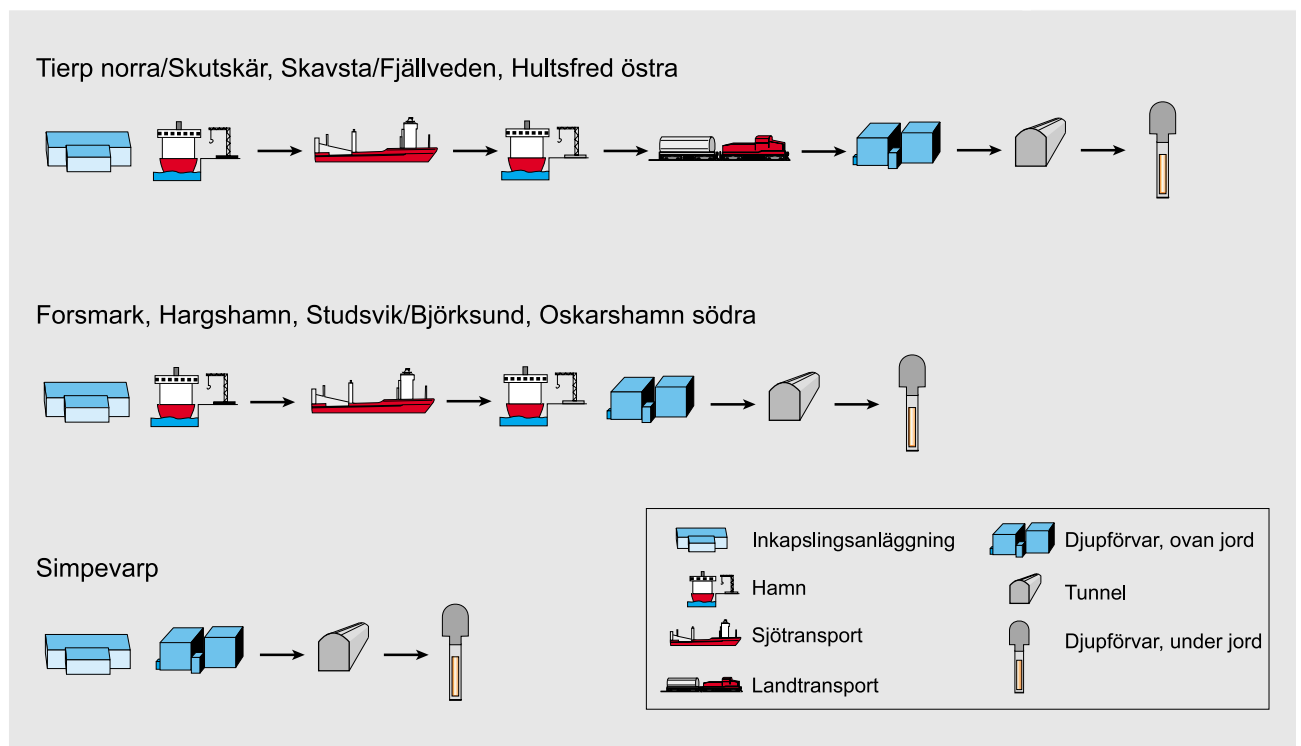 Tierp norra/Skutskär, Skavsta/Fjällveden, Hultsfred östra
Forsmark, Hargshamn, Studsvik/Björksund, Oskarshamn södra
Simpevarp
Inkapslingsanläggning
Hamn
Sjötransport
Landtransport
Djupförvar, ovan jord
Tunnel
Djupförvar, under jord